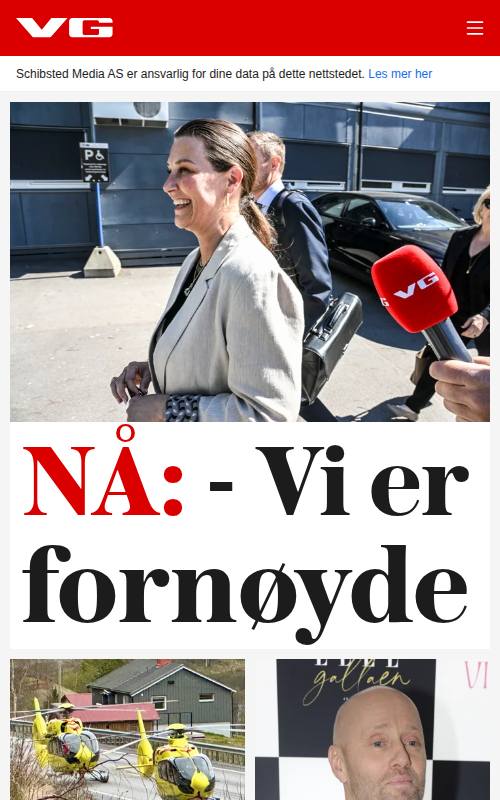 VG
Schibsted Media AS er ansvarlig for dine data på dette nettstedet. Les mer her
P
VG
NÅ: - Vi er
fornøyde
ELLE
gallaen
VI